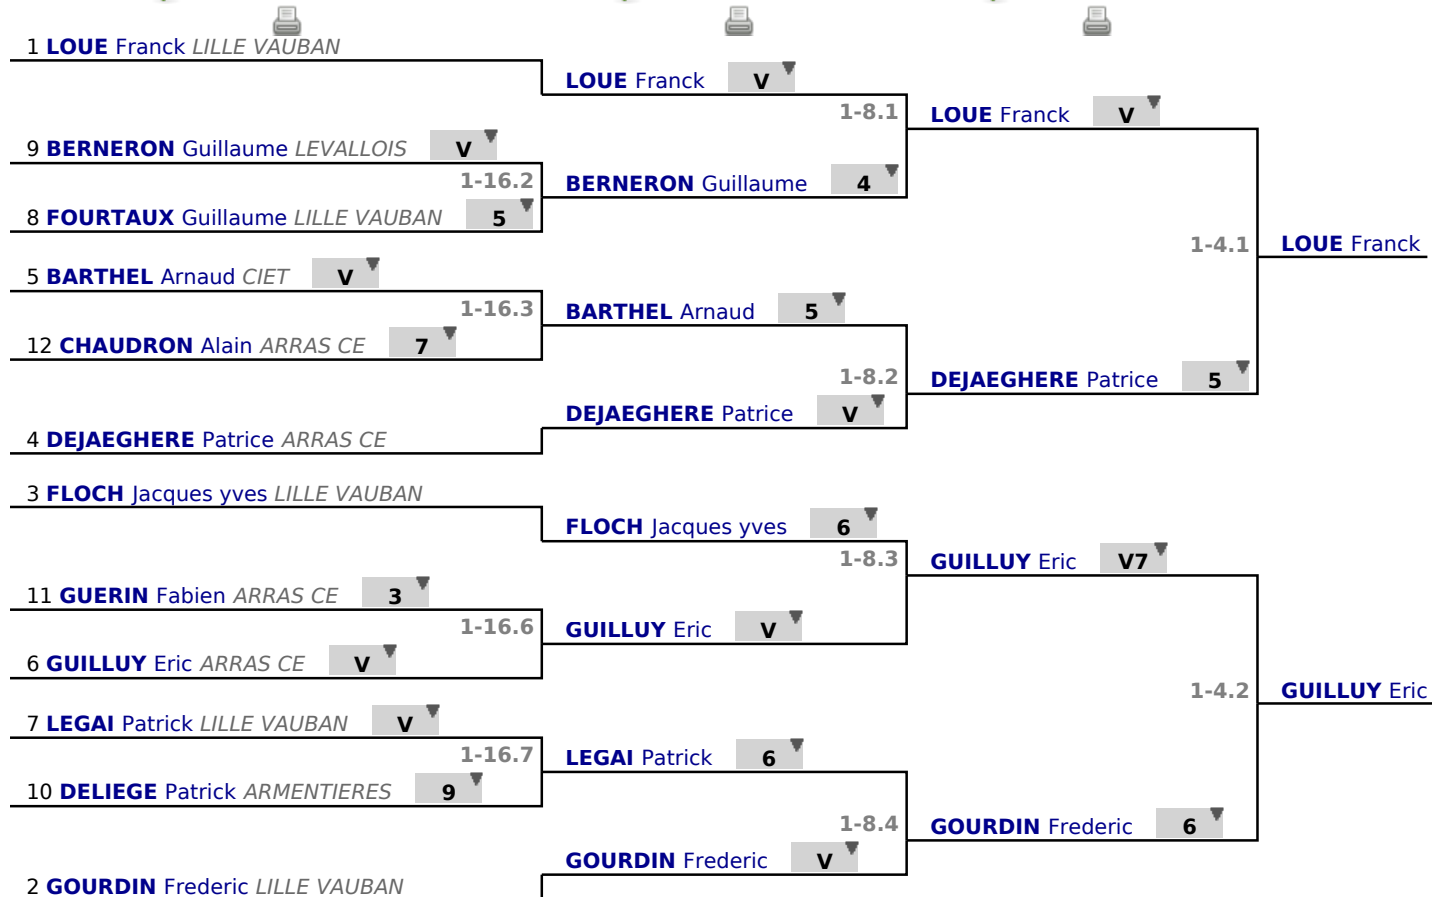 1 LOUE Franck LILLE VAUBAN
LOUE Franck V
1-8.1
LOUE Franck V
9 BERNERON Guillaume LEVALLOIS V
1-16.2
BERNERON Guillaume 4
8 FOURTAUX Guillaume LILLE VAUBAN 5
1-4.1
LOUE Franck
5 BARTHEL Arnaud CIET V
1-16.3
BARTHEL Arnaud 5
12 CHAUDRON Alain ARRAS CE 7
1-8.2
DEJAEGHERE Patrice 5
DEJAEGHERE Patrice V
4 DEJAEGHERE Patrice ARRAS CE
3 FLOCH Jacques yves LILLE VAUBAN
FLOCH Jacques yves 6
1-8.3
GUILLUY Eric V7
11 GUERIN Fabien ARRAS CE 3
1-16.6
GUILLUY Eric V
6 GUILLUY Eric ARRAS CE V
1-4.2
GUILLUY Eric
7 LEGAI Patrick LILLE VAUBAN V
1-16.7
LEGAI Patrick 6
10 DELIEGE Patrick ARMENTIERES 9
1-8.4
GOURDIN Frederic 6
GOURDIN Frederic V
2 GOURDIN Frederic LILLE VAUBAN